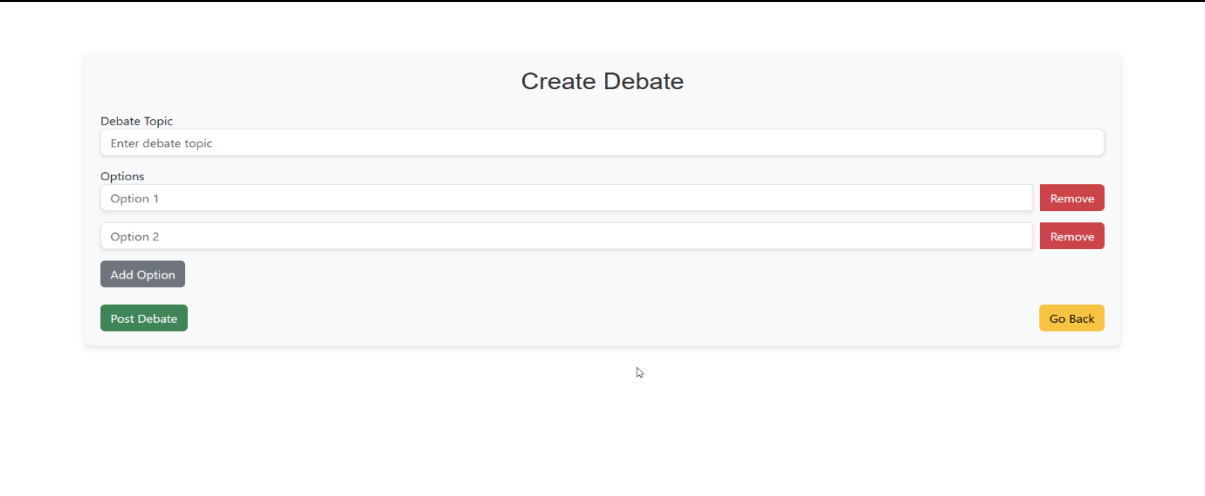 Create Debate
Debate Topic
Enter debate topic
Options
Option 1 Remove
Option 2 Remove
Add Option
Post Debate Go Back